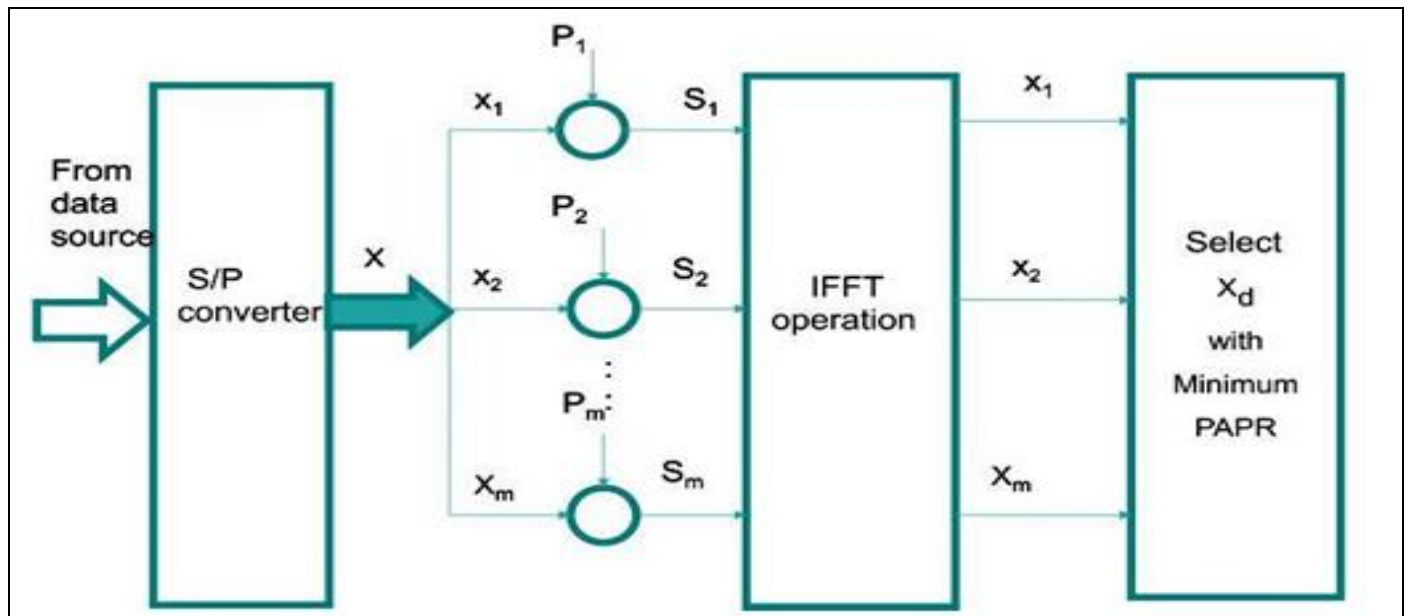 From
data
source
S/P
converter
X
P₁
x₁
S₁
P₂
x₂
S₂
Pₘ
Xₘ
Sₘ
IFFT
operation
x₁
x₂
Xₘ
Select
X_d
with
Minimum
PAPR